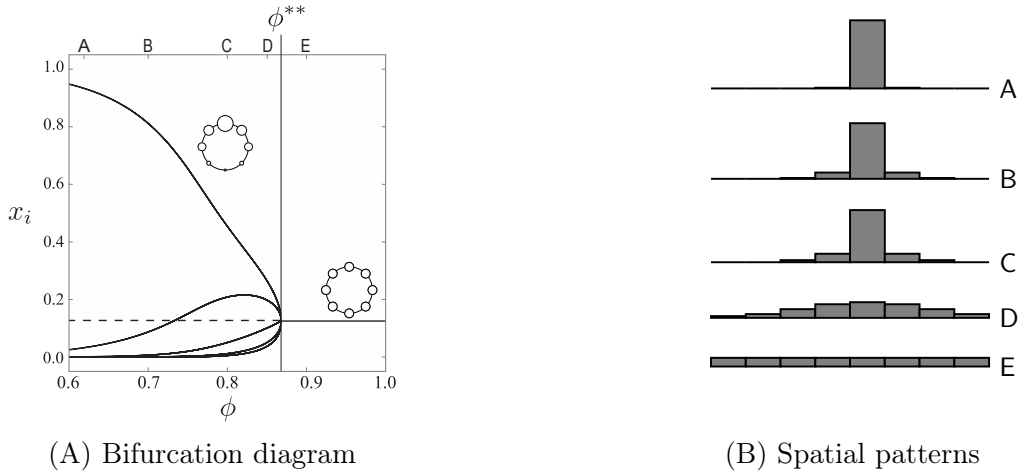 ϕ**
A B C D E
1.0
0.8
0.6
x_i
0.4
0.2
0.0
0.6 0.7 0.8 0.9 1.0
ϕ
(A) Bifurcation diagram
A
B
C
D
E
(B) Spatial patterns